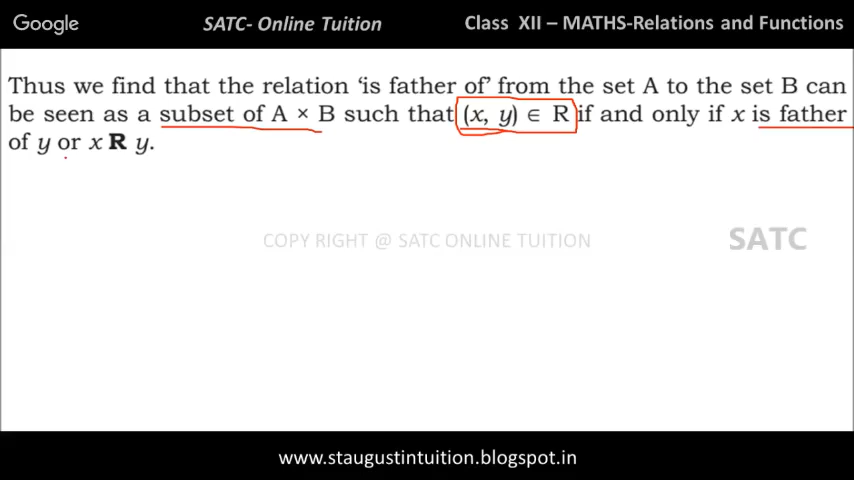 Google SATC- Online Tuition Class XII – MATHS-Relations and Functions
Thus we find that the relation ‘is father of’ from the set A to the set B can
be seen as a subset of A × B such that (x, y) ∈ R if and only if x is father
of y or x R y.
COPY RIGHT @ SATC ONLINE TUITION SATC
www.staugustintuition.blogspot.in